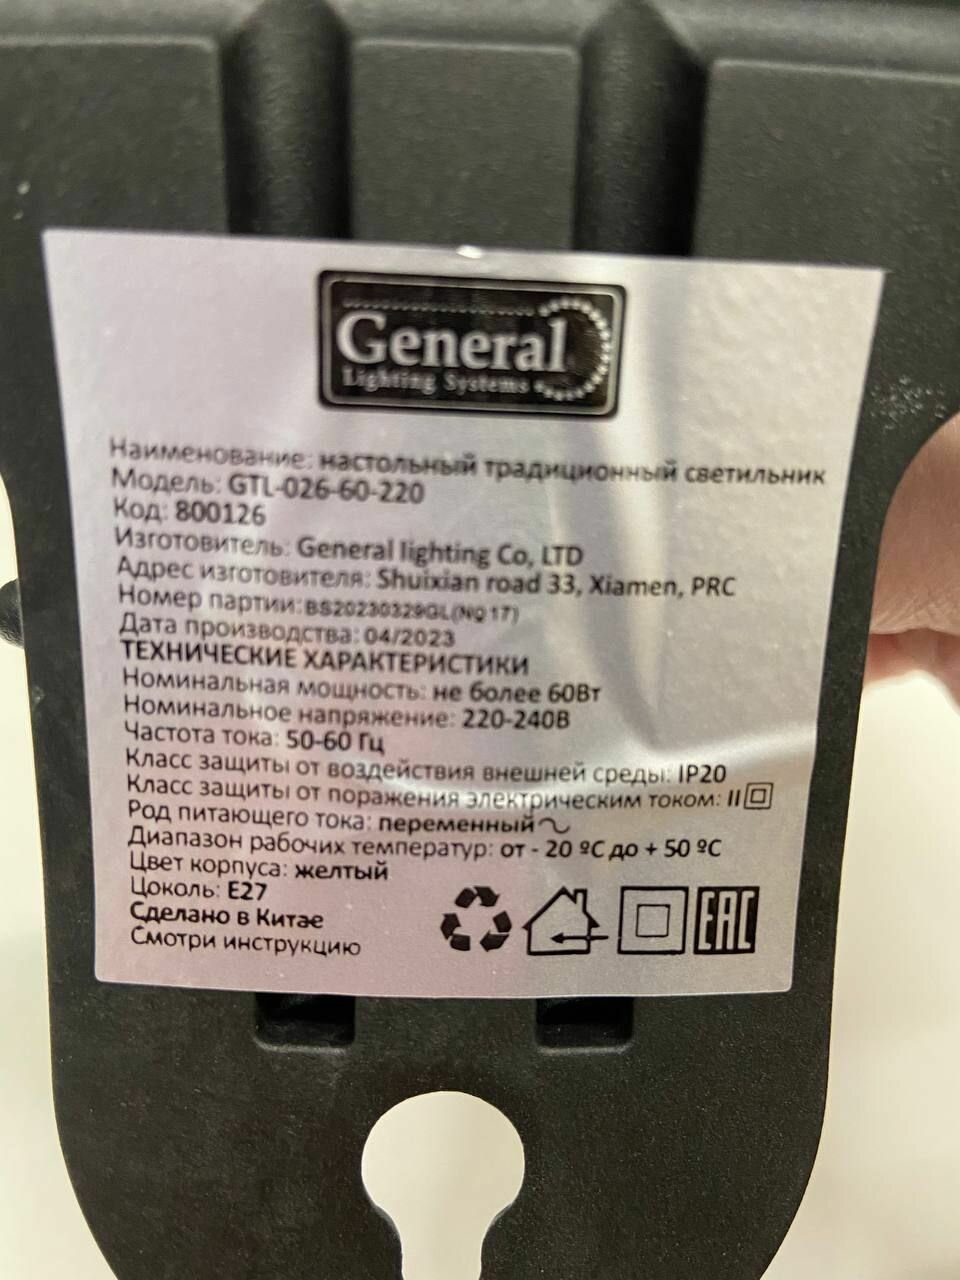 General
Lighting Systems
Наименование: настольный традиционный светильник
Модель: GTL-026-60-220
Код: 800126
Изготовитель: General lighting Co, LTD
Адрес изготовителя: Shuixian road 33, Xiamen, PRC
Номер партии: BS20230329GL(№17)
Дата производства: 04/2023
ТЕХНИЧЕСКИЕ ХАРАКТЕРИСТИКИ
Номинальная мощность: не более 60Вт
Номинальное напряжение: 220-240В
Частота тока: 50-60 Гц
Класс защиты от воздействия внешней среды: IP20
Класс защиты от поражения электрическим током: II
Род питающего тока: переменный
Диапазон рабочих температур: от - 20 ºС до + 50 ºС
Цвет корпуса: желтый
Цоколь: E27
Сделано в Китае
Смотри инструкцию
EAC